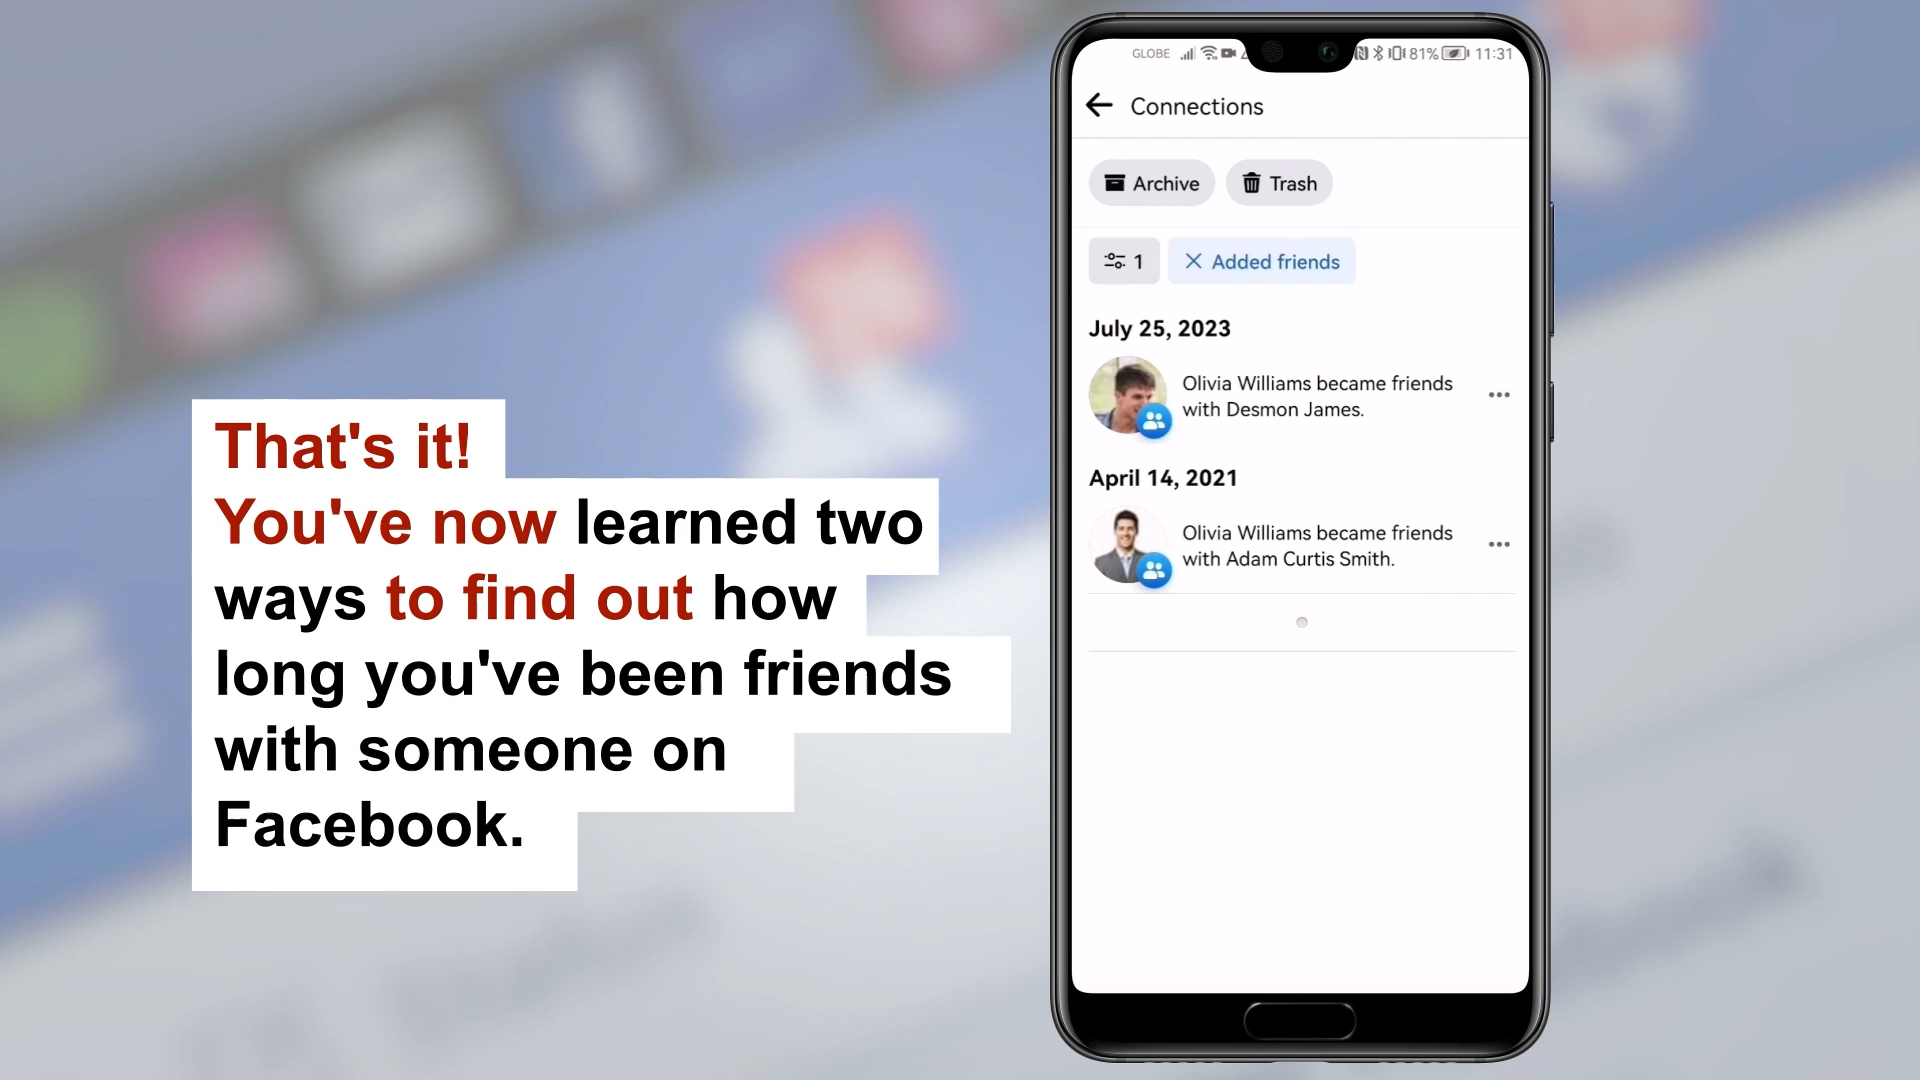 That's it!
You've now learned two
ways to find out how
long you've been friends
with someone on
Facebook.
GLOBE 81% 11:31
Connections
Archive Trash
1 Added friends
July 25, 2023
Olivia Williams became friends
with Desmon James.
April 14, 2021
Olivia Williams became friends
with Adam Curtis Smith.